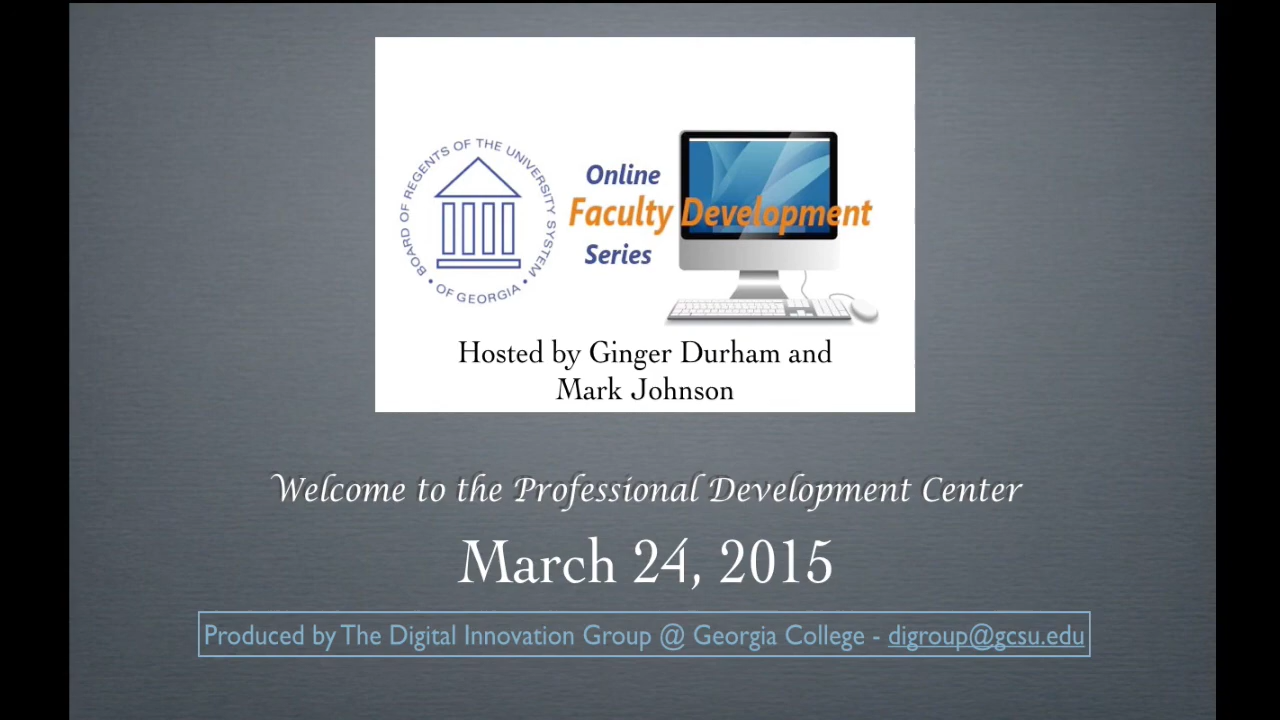 BOARD OF REGENTS OF THE UNIVERSITY SYSTEM
• OF GEORGIA •
Online
Faculty Development
Series
Hosted by Ginger Durham and
Mark Johnson
Welcome to the Professional Development Center
March 24, 2015
Produced by The Digital Innovation Group @ Georgia College - digroup@gcsu.edu